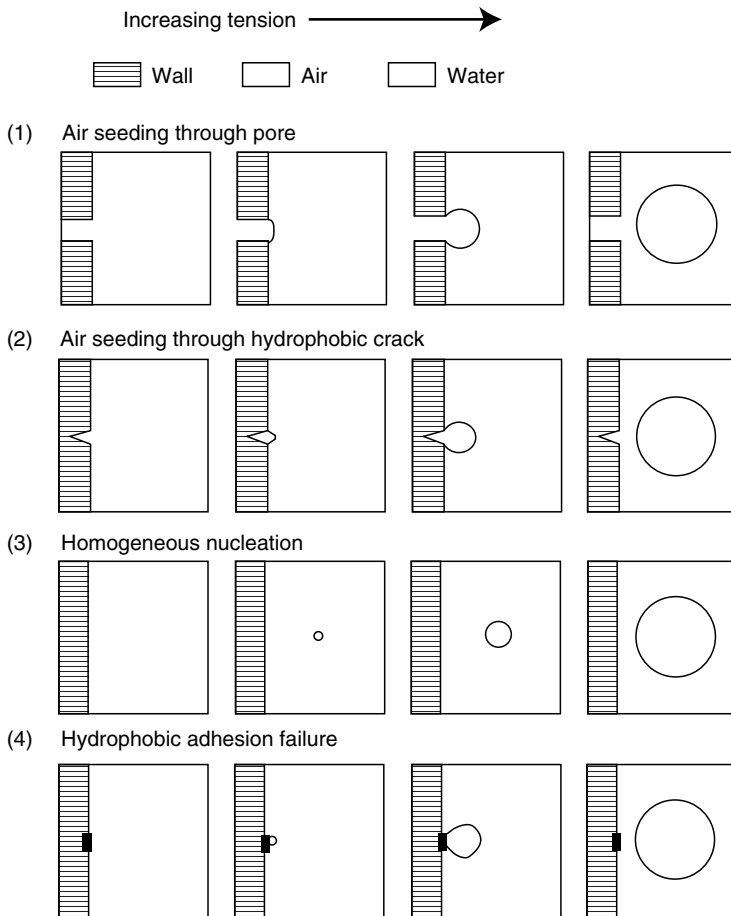 Increasing tension
Wall Air Water
(1) Air seeding through pore
(2) Air seeding through hydrophobic crack
(3) Homogeneous nucleation
(4) Hydrophobic adhesion failure